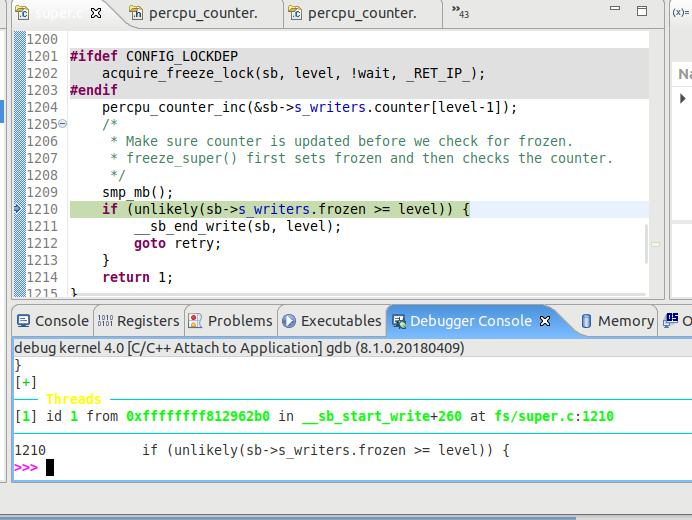 super.c
percpu_counter.
percpu_counter.
»43
(x)=
1200
1201 #ifdef CONFIG_LOCKDEP
1202 acquire_freeze_lock(sb, level, !wait, _RET_IP_);
1203 #endif
1204 percpu_counter_inc(&sb->s_writers.counter[level-1]);
1205 /*
1206 * Make sure counter is updated before we check for frozen.
1207 * freeze_super() first sets frozen and then checks the counter.
1208 */
1209 smp_mb();
1210 if (unlikely(sb->s_writers.frozen >= level)) {
1211 __sb_end_write(sb, level);
1212 goto retry;
1213 }
1214 return 1;
1215 }
Na
Console
Registers
Problems
Executables
Debugger Console
Memory
debug kernel 4.0 [C/C++ Attach to Application] gdb (8.1.0.20180409)
}
[+]
Threads
[1] id 1 from 0xffffffff812962b0 in __sb_start_write+260 at fs/super.c:1210
1210 if (unlikely(sb->s_writers.frozen >= level)) {
>>>